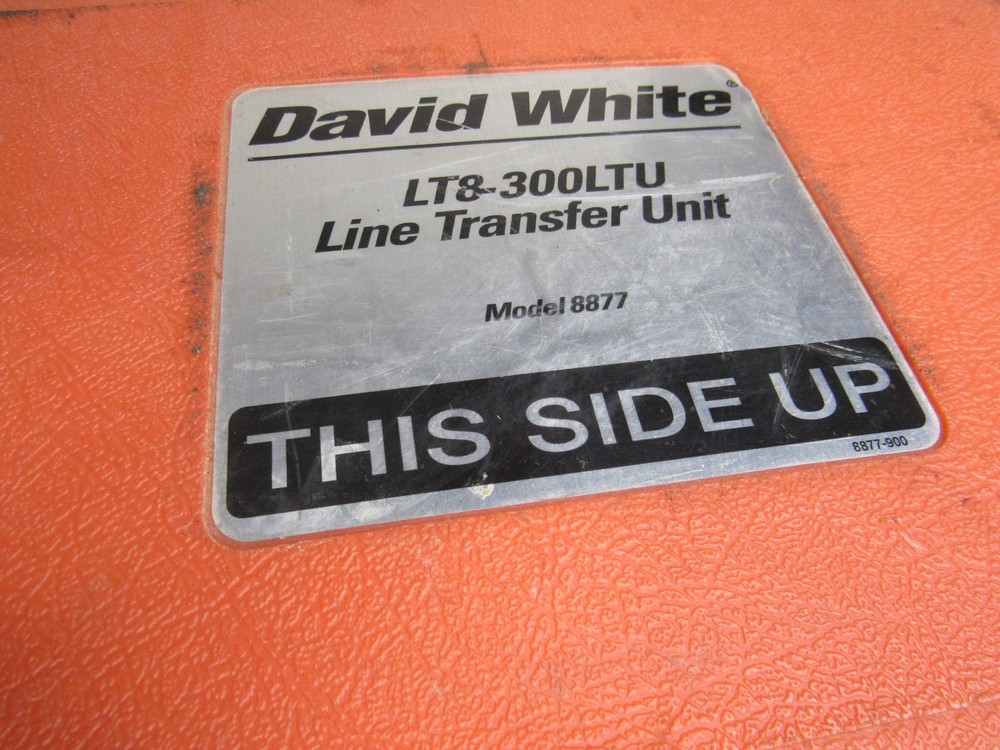 David White®
LT8-300LTU
Line Transfer Unit
Model 8877
THIS SIDE UP
8877-900